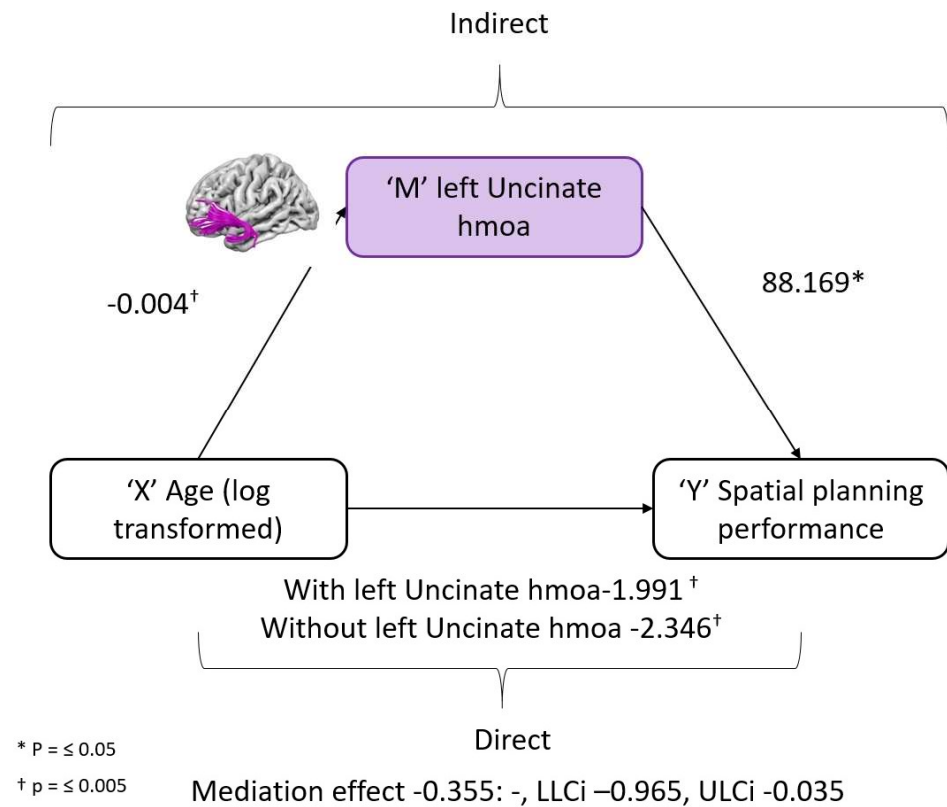 Indirect
‘M’ left Uncinate
hmoa
-0.004†
88.169*
‘X’ Age (log
transformed)
‘Y’ Spatial planning
performance
With left Uncinate hmoa-1.991 †
Without left Uncinate hmoa -2.346†
Direct
* P = ≤ 0.05
† p = ≤ 0.005
Mediation effect -0.355: -, LLCi –0.965, ULCi -0.035